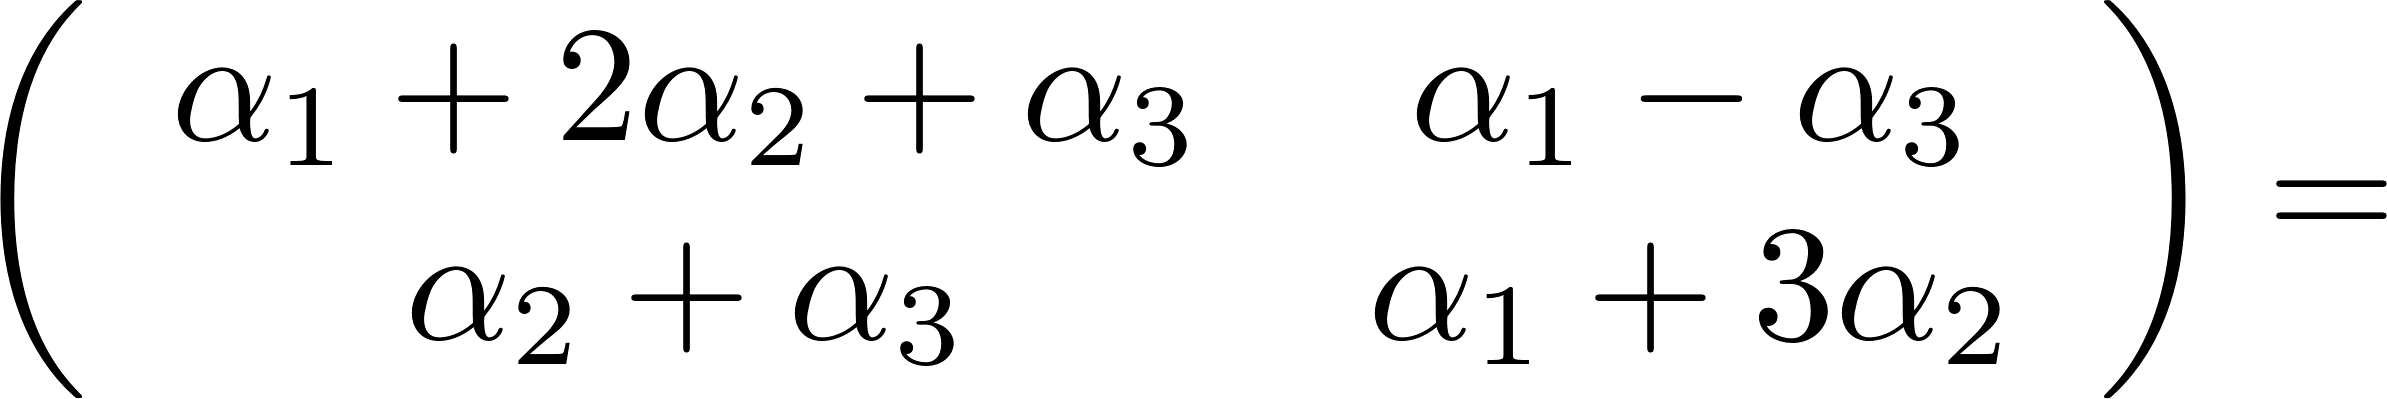 ( α₁ + 2α₂ + α₃   α₁ − α₃
α₂ + α₃   α₁ + 3α₂ ) =